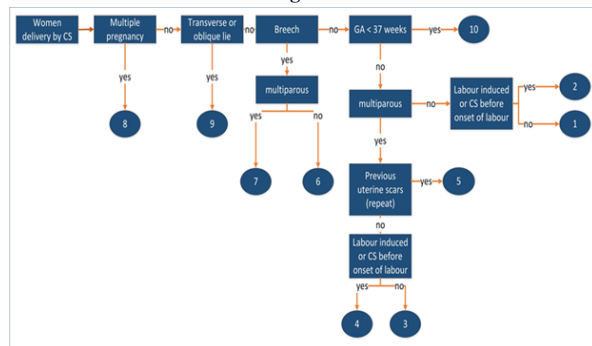 Women
delivery by CS
Multiple
pregnancy
no
Transverse or
oblique lie
no
Breech
no
GA < 37 weeks
yes
10
yes
8
yes
9
yes
multiparous
yes
no
7
6
no
multiparous
no
Labour induced
or CS before
onset of labour
yes
2
no
1
yes
Previous
uterine scars
(repeat)
yes
5
no
Labour induced
or CS before
onset of labour
yes
no
4
3